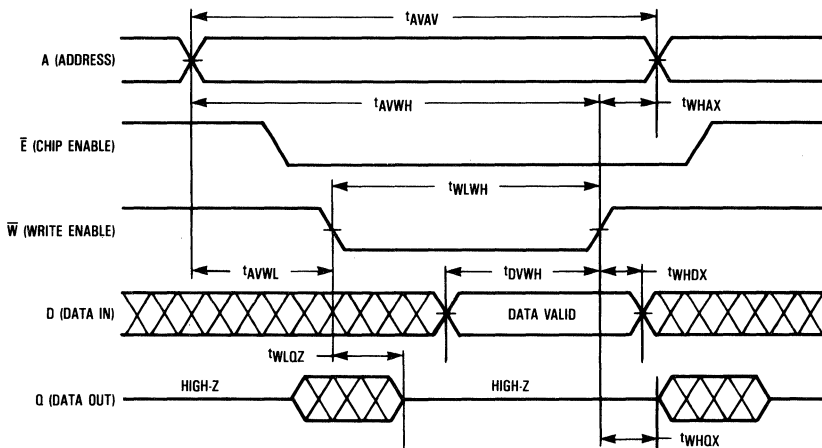 tAVAV
A (ADDRESS)
tAVWH
tWHAX
E̅ (CHIP ENABLE)
tWLWH
W̅ (WRITE ENABLE)
tAVWL
tDVWH
tWHDX
D (DATA IN)
DATA VALID
tWLQZ
HIGH-Z
HIGH-Z
Q (DATA OUT)
tWHQX